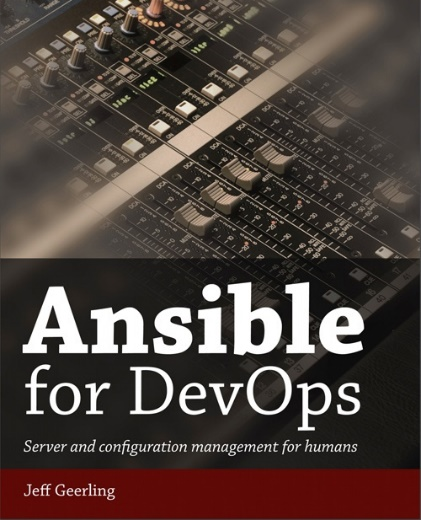 Ansible
for DevOps
Server and configuration management for humans
Jeff Geerling